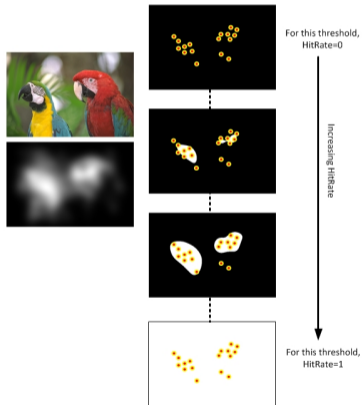 For this threshold,
HitRate=0
Increasing HitRate
For this threshold,
HitRate=1